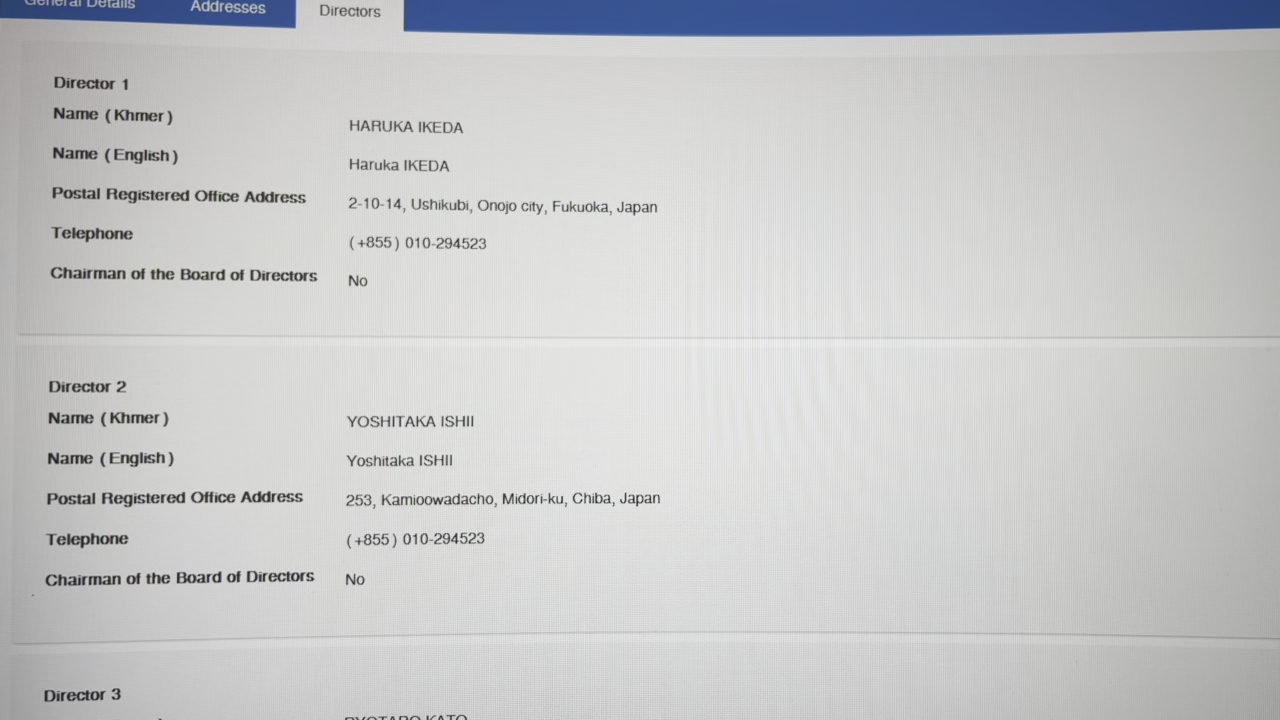 General Details Addresses Directors
Director 1
Name ( Khmer ) HARUKA IKEDA
Name ( English ) Haruka IKEDA
Postal Registered Office Address 2-10-14, Ushikubi, Onojo city, Fukuoka, Japan
Telephone ( +855 ) 010-294523
Chairman of the Board of Directors No
Director 2
Name ( Khmer ) YOSHITAKA ISHII
Name ( English ) Yoshitaka ISHII
Postal Registered Office Address 253, Kamioowadacho, Midori-ku, Chiba, Japan
Telephone ( +855 ) 010-294523
Chairman of the Board of Directors No
Director 3
RYOTARO KATO